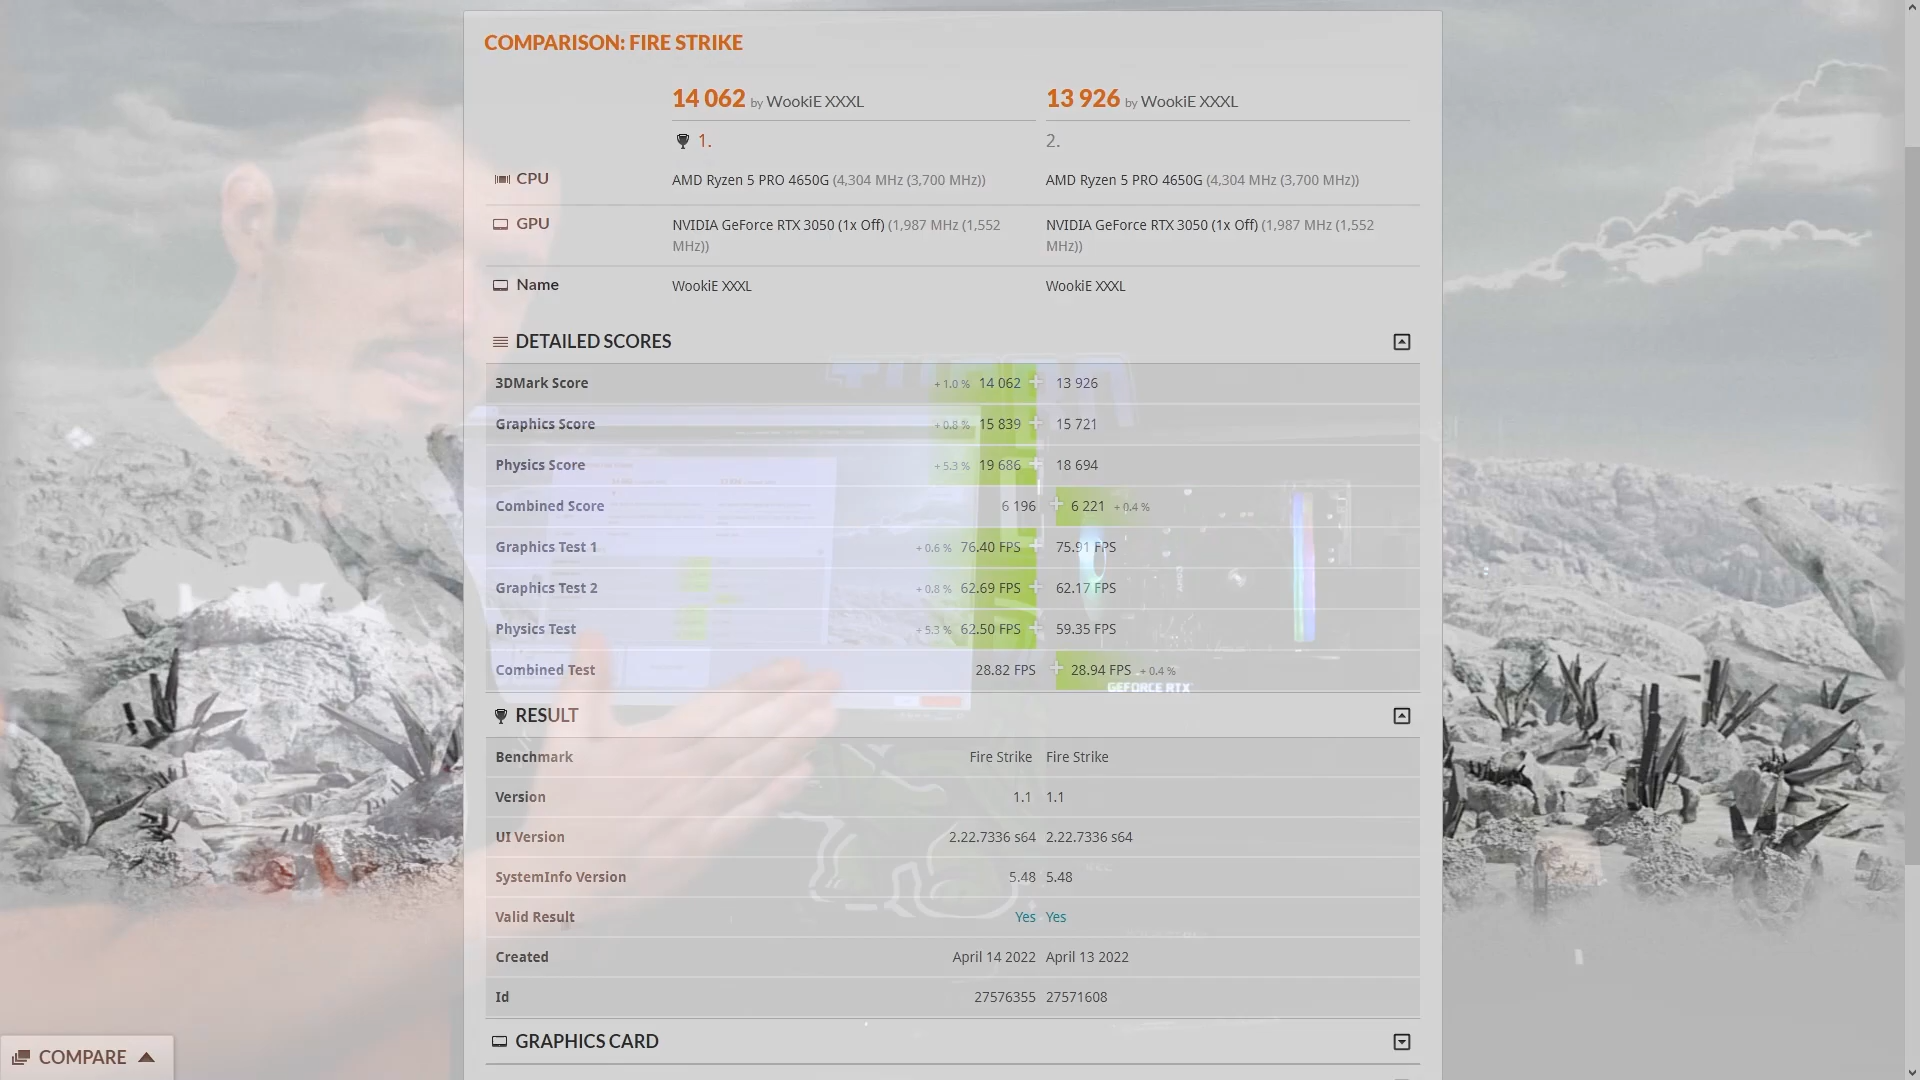 COMPARISON: FIRE STRIKE
14 062 by WookiE XXXL 13 926 by WookiE XXXL
1. 2.
CPU AMD Ryzen 5 PRO 4650G (4,304 MHz (3,700 MHz)) AMD Ryzen 5 PRO 4650G (4,304 MHz (3,700 MHz))
GPU NVIDIA GeForce RTX 3050 (1x Off) (1,987 MHz (1,552 MHz)) NVIDIA GeForce RTX 3050 (1x Off) (1,987 MHz (1,552 MHz))
Name WookiE XXXL WookiE XXXL
DETAILED SCORES
3DMark Score + 1.0 % 14 062 13 926
Graphics Score + 0.8 % 15 839 15 721
Physics Score + 5.3 % 19 686 18 694
Combined Score 6 196 6 221 + 0.4 %
Graphics Test 1 + 0.6 % 76.40 FPS 75.91 FPS
Graphics Test 2 + 0.8 % 62.69 FPS 62.17 FPS
Physics Test + 5.3 % 62.50 FPS 59.35 FPS
Combined Test 28.82 FPS 28.94 FPS + 0.4 %
GEFORCE RTX
RESULT
Benchmark Fire Strike Fire Strike
Version 1.1 1.1
UI Version 2.22.7336 s64 2.22.7336 s64
SystemInfo Version 5.48 5.48
Valid Result Yes Yes
Created April 14 2022 April 13 2022
Id 27576355 27571608
GRAPHICS CARD
COMPARE